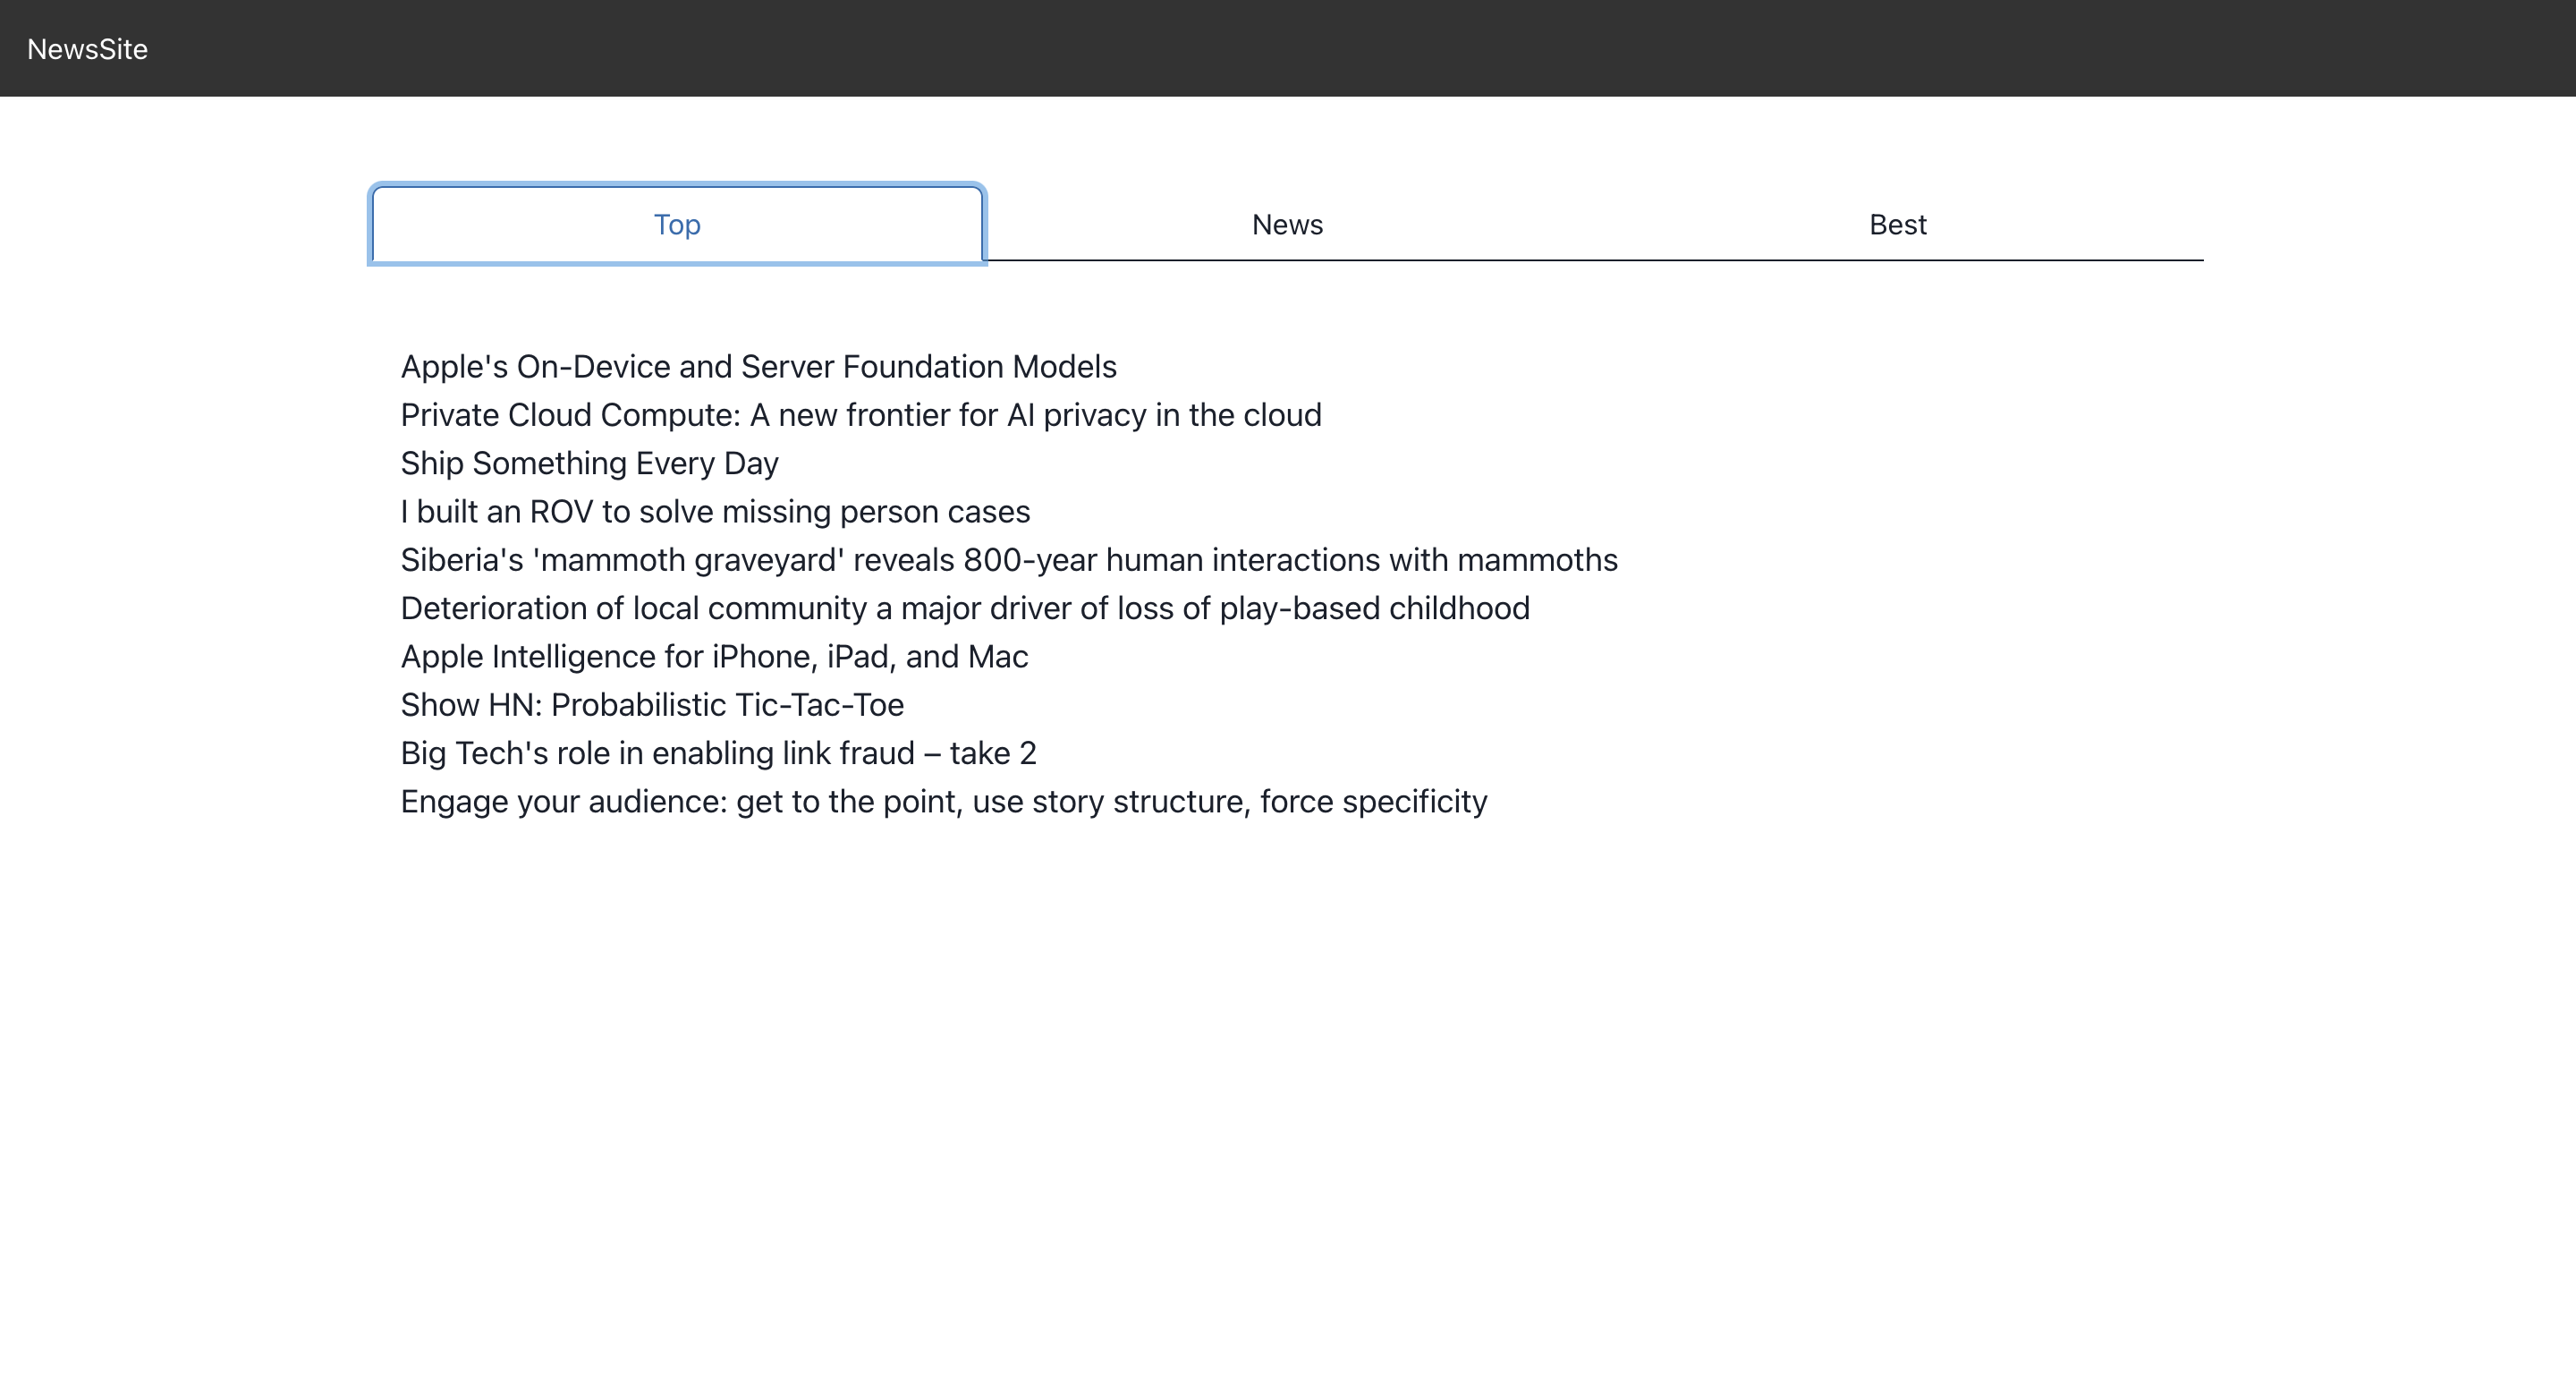 NewsSite
Top News Best
Apple's On-Device and Server Foundation Models
Private Cloud Compute: A new frontier for AI privacy in the cloud
Ship Something Every Day
I built an ROV to solve missing person cases
Siberia's 'mammoth graveyard' reveals 800-year human interactions with mammoths
Deterioration of local community a major driver of loss of play-based childhood
Apple Intelligence for iPhone, iPad, and Mac
Show HN: Probabilistic Tic-Tac-Toe
Big Tech's role in enabling link fraud – take 2
Engage your audience: get to the point, use story structure, force specificity